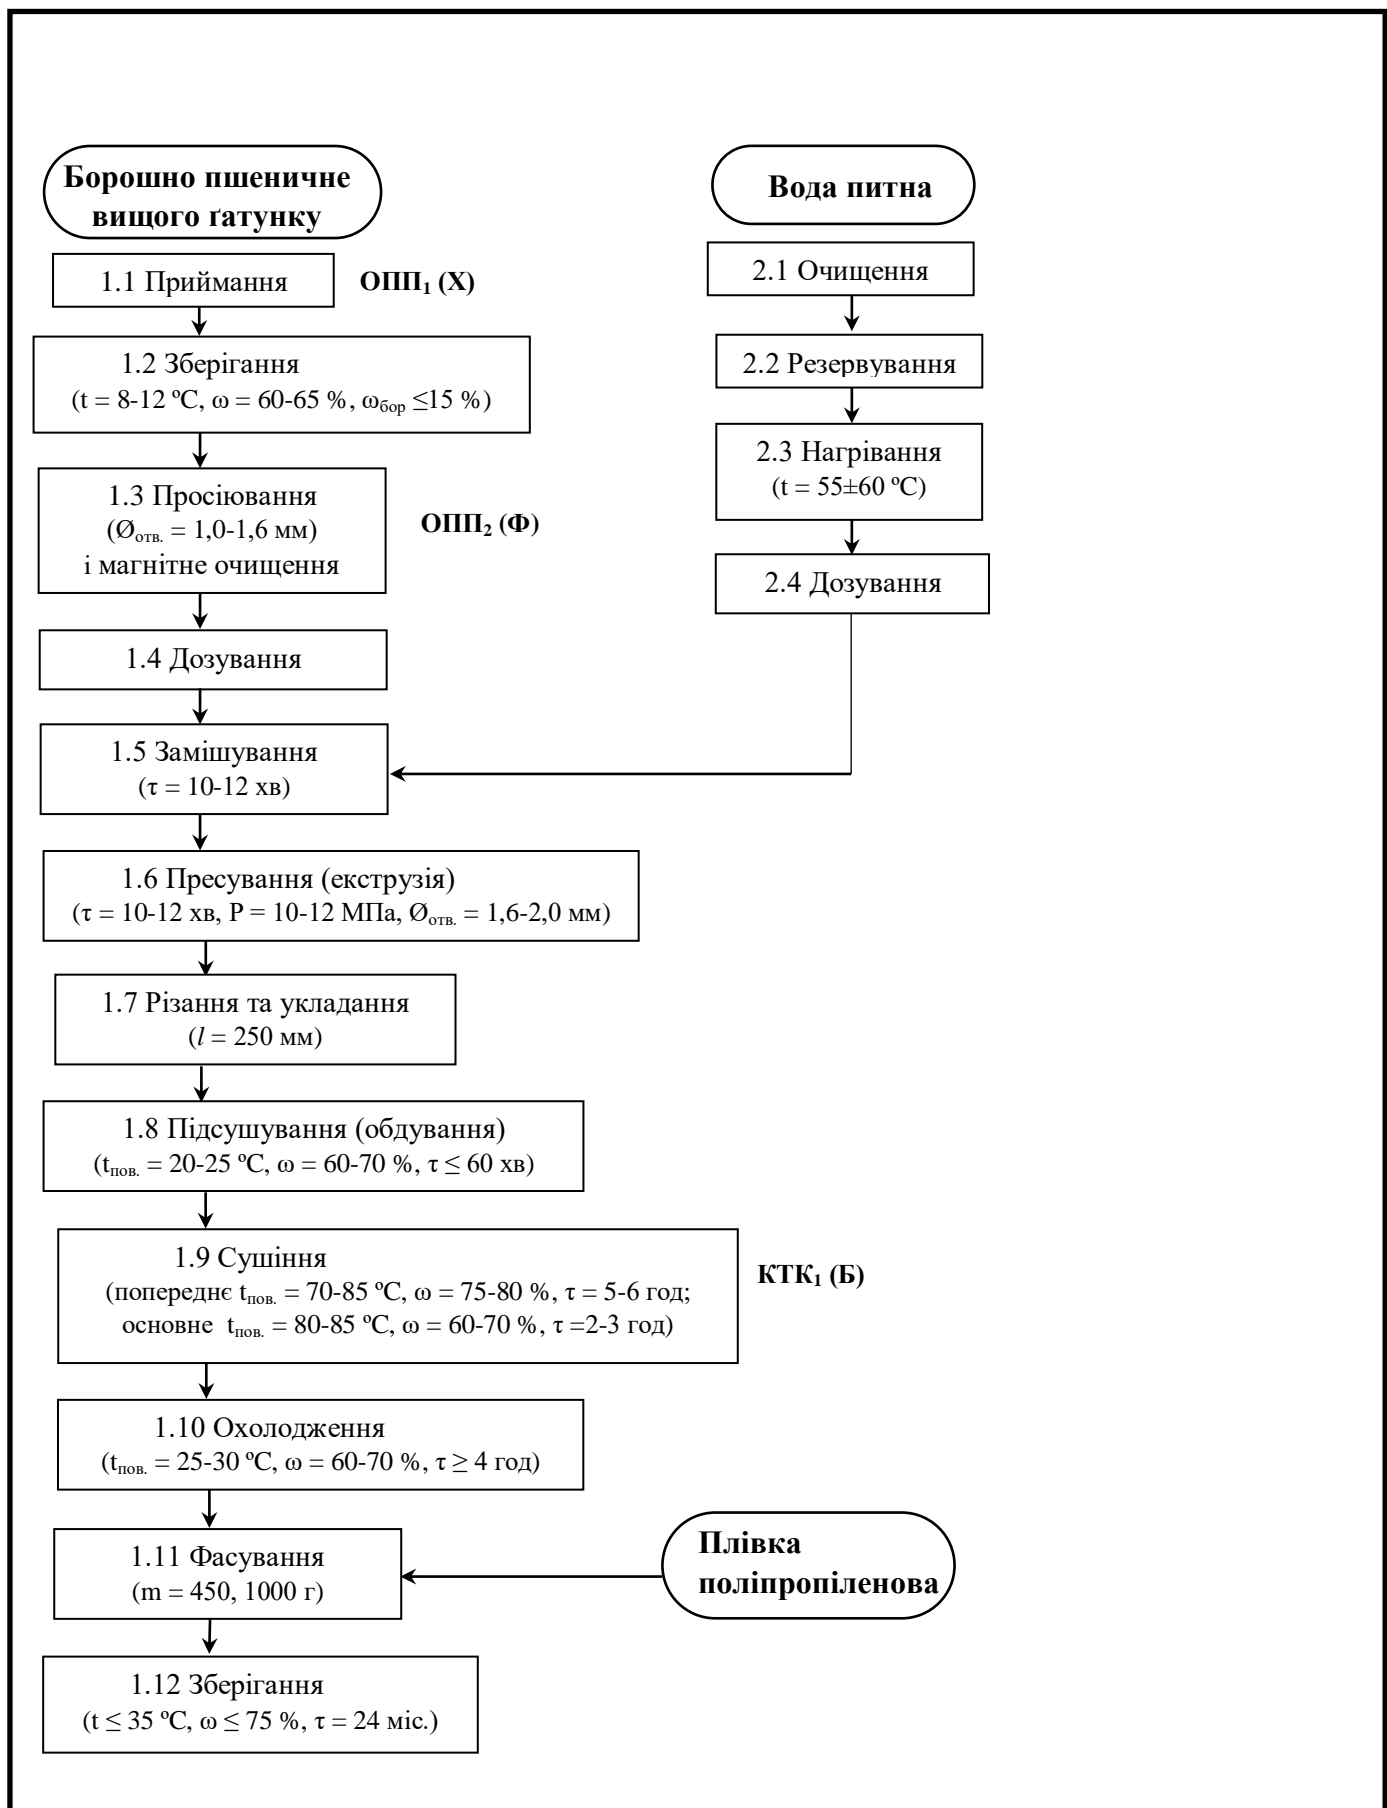 Борошно пшеничне
вищого ґатунку
1.1 Приймання
ОПП₁ (Х)
1.2 Зберігання
(t = 8-12 ºС, ω = 60-65 %, ωбор ≤15 %)
1.3 Просіювання
(Øотв. = 1,0-1,6 мм)
і магнітне очищення
ОПП₂ (Ф)
1.4 Дозування
1.5 Замішування
(τ = 10-12 хв)
Вода питна
2.1 Очищення
2.2 Резервування
2.3 Нагрівання
(t = 55±60 ºС)
2.4 Дозування
1.6 Пресування (екструзія)
(τ = 10-12 хв, Р = 10-12 МПа, Øотв. = 1,6-2,0 мм)
1.7 Різання та укладання
(l = 250 мм)
1.8 Підсушування (обдування)
(tпов. = 20-25 ºС, ω = 60-70 %, τ ≤ 60 хв)
1.9 Сушіння
(попереднє tпов. = 70-85 ºС, ω = 75-80 %, τ = 5-6 год;
основне tпов. = 80-85 ºС, ω = 60-70 %, τ =2-3 год)
КТК₁ (Б)
1.10 Охолодження
(tпов. = 25-30 ºС, ω = 60-70 %, τ ≥ 4 год)
1.11 Фасування
(m = 450, 1000 г)
Плівка
поліпропіленова
1.12 Зберігання
(t ≤ 35 ºС, ω ≤ 75 %, τ = 24 міс.)